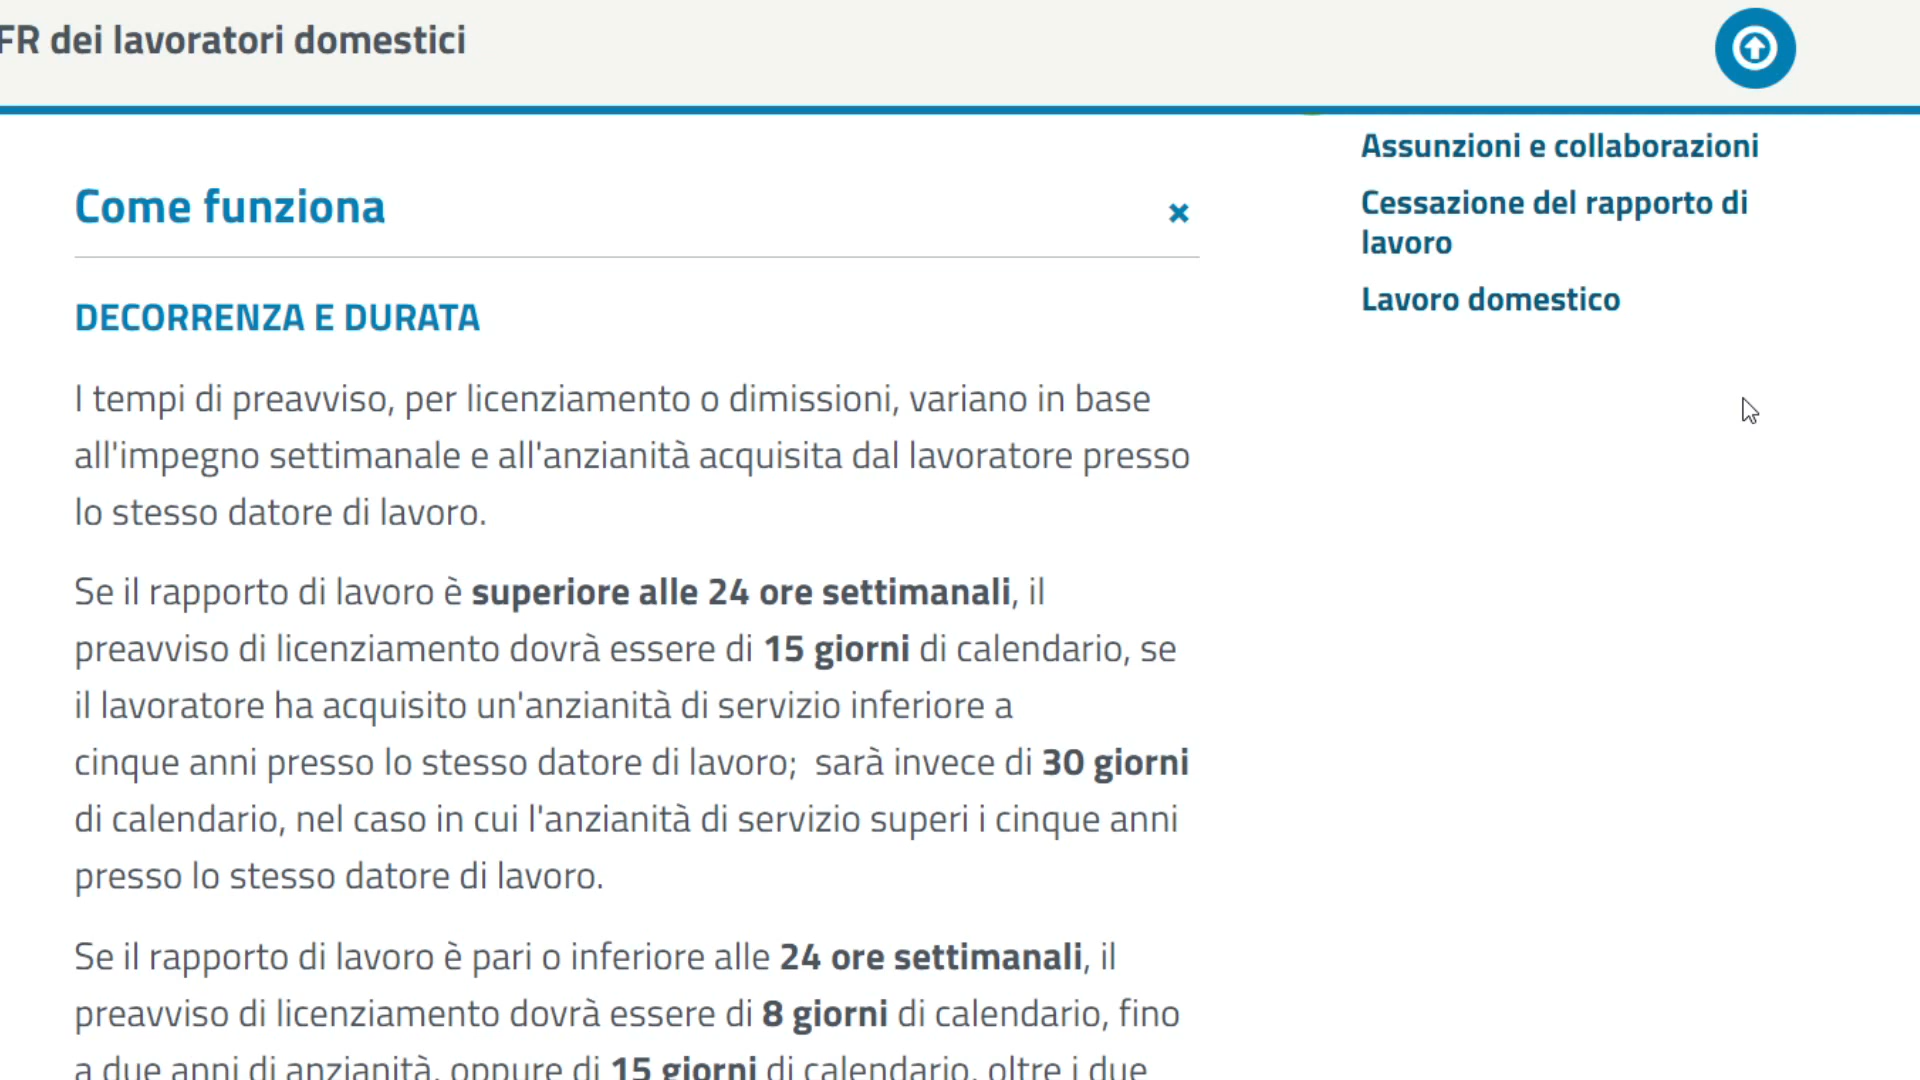 FR dei lavoratori domestici
Assunzioni e collaborazioni
Cessazione del rapporto di
lavoro
Lavoro domestico
Come funziona
DECORRENZA E DURATA
I tempi di preavviso, per licenziamento o dimissioni, variano in base
all'impegno settimanale e all'anzianità acquisita dal lavoratore presso
lo stesso datore di lavoro.
Se il rapporto di lavoro è superiore alle 24 ore settimanali, il
preavviso di licenziamento dovrà essere di 15 giorni di calendario, se
il lavoratore ha acquisito un'anzianità di servizio inferiore a
cinque anni presso lo stesso datore di lavoro; sarà invece di 30 giorni
di calendario, nel caso in cui l'anzianità di servizio superi i cinque anni
presso lo stesso datore di lavoro.
Se il rapporto di lavoro è pari o inferiore alle 24 ore settimanali, il
preavviso di licenziamento dovrà essere di 8 giorni di calendario, fino
a due anni di anzianità, oppure di 15 giorni di calendario, oltre i due